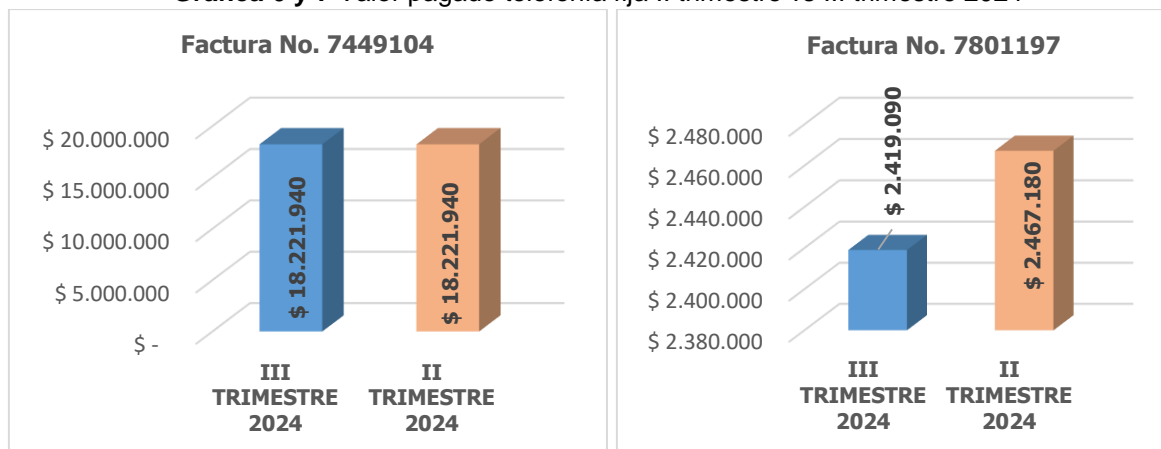 Factura No. 7449104
$ 20.000.000
$ 15.000.000
$ 10.000.000
$ 5.000.000
$ -
$ 18.221.940
$ 18.221.940
III
TRIMESTRE
2024
II
TRIMESTRE
2024
Factura No. 7801197
$ 2.480.000
$ 2.460.000
$ 2.440.000
$ 2.420.000
$ 2.400.000
$ 2.380.000
$ 2.419.090
$ 2.467.180
III
TRIMESTRE
2024
II
TRIMESTRE
2024